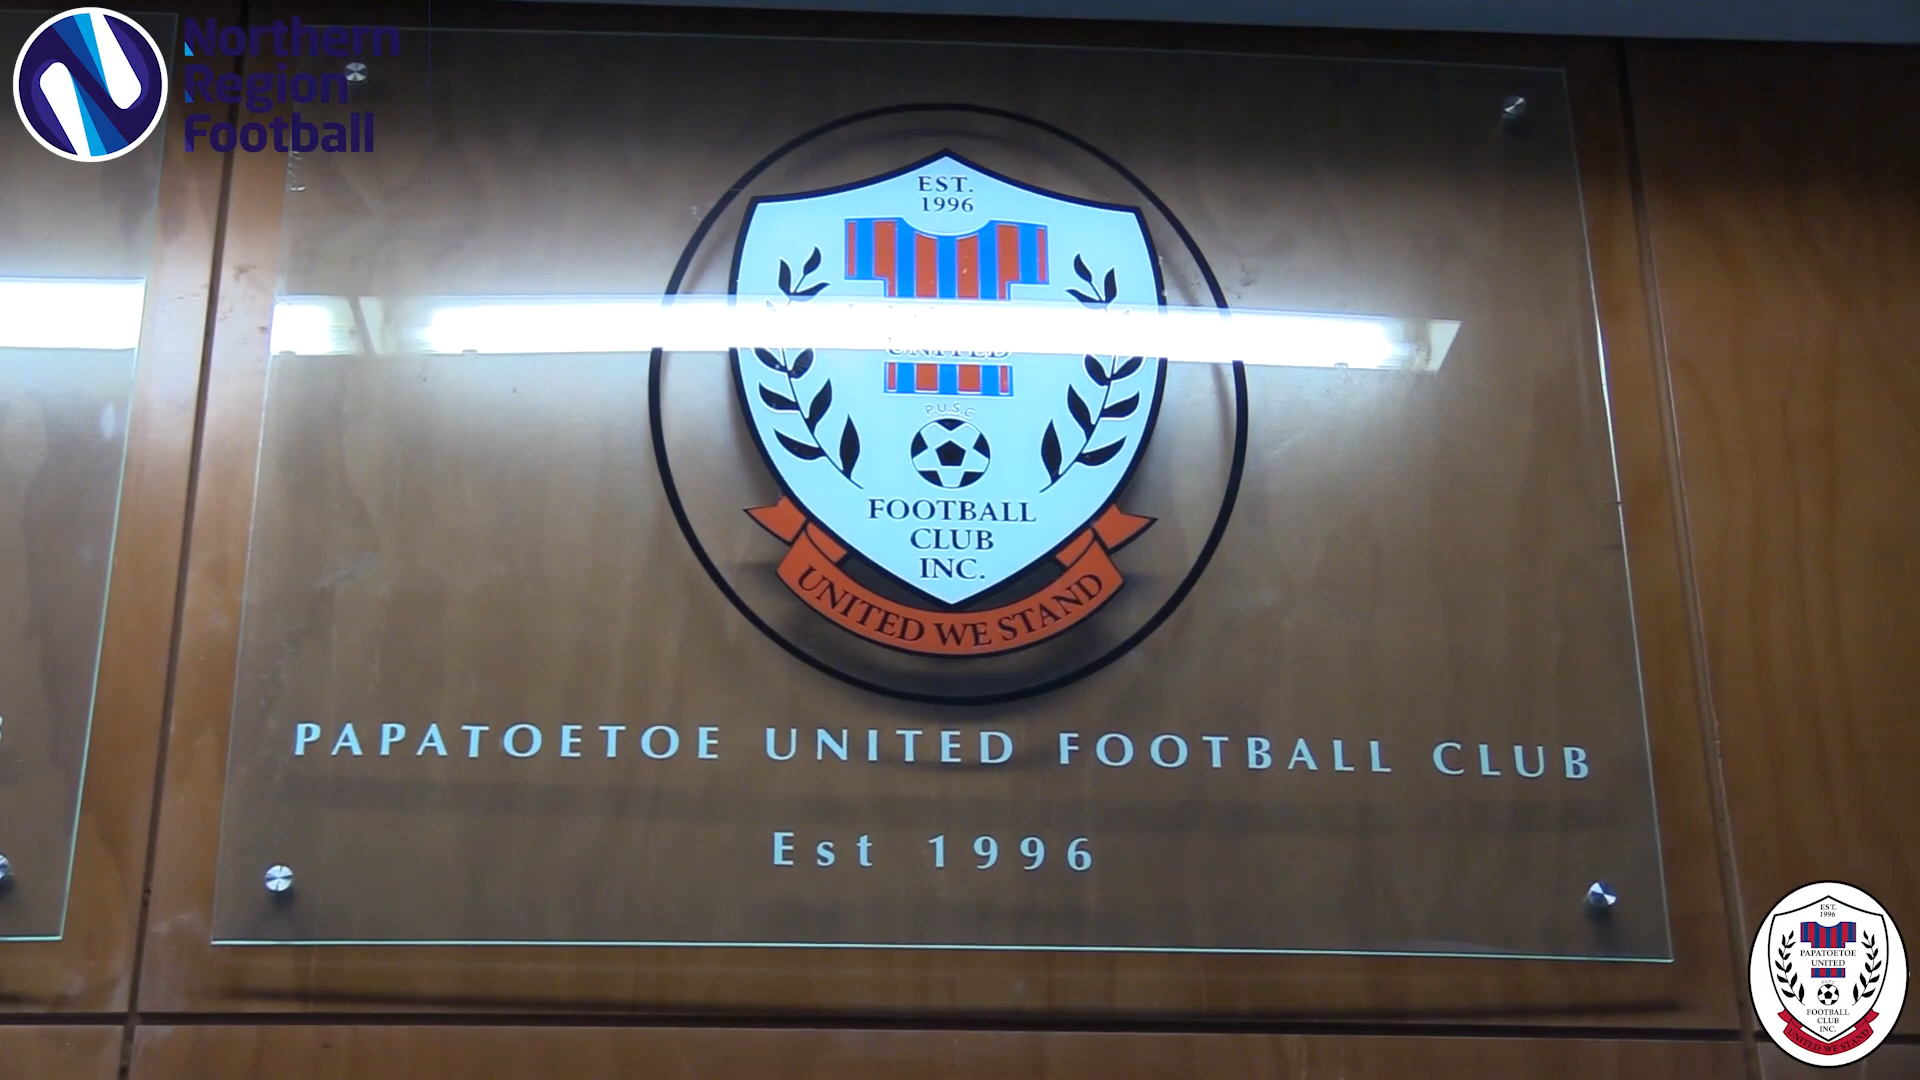 Northern
Region
Football
EST.
1996
UNITED
P.U.S.C
FOOTBALL
CLUB
INC.
UNITED WE STAND
PAPATOETOE UNITED FOOTBALL CLUB
Est 1996
EST.
1996
PAPATOETOE
UNITED
FOOTBALL
CLUB
INC.
UNITED WE STAND